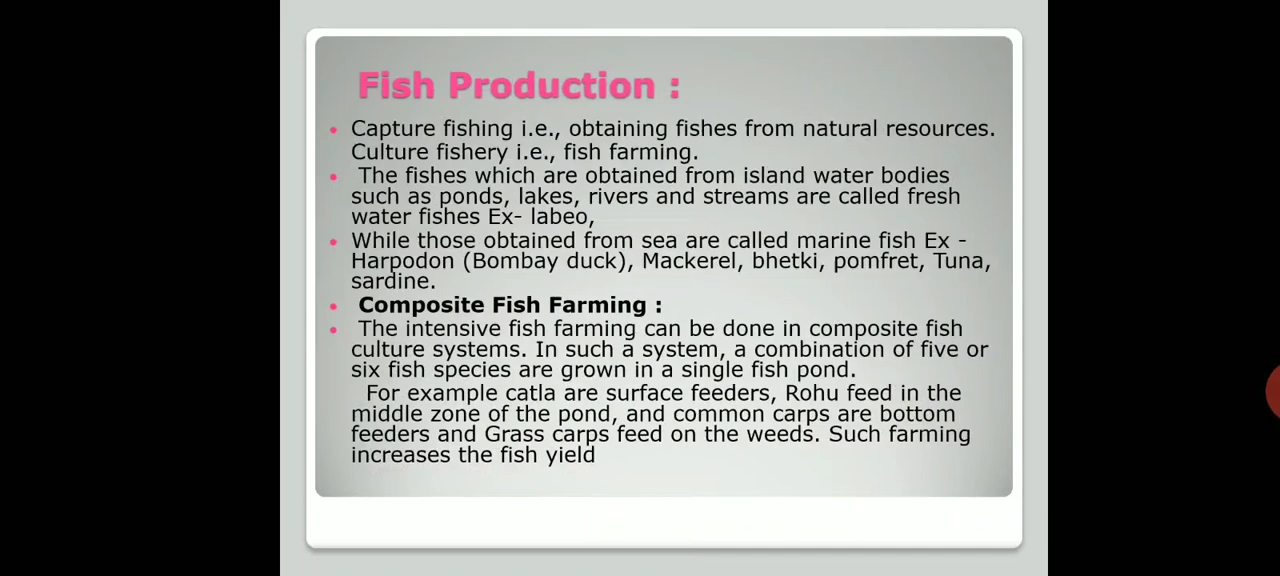 Fish Production :
• Capture fishing i.e., obtaining fishes from natural resources.
Culture fishery i.e., fish farming.
• The fishes which are obtained from island water bodies
such as ponds, lakes, rivers and streams are called fresh
water fishes Ex- labeo,
• While those obtained from sea are called marine fish Ex -
Harpodon (Bombay duck), Mackerel, bhetki, pomfret, Tuna,
sardine.
• Composite Fish Farming :
• The intensive fish farming can be done in composite fish
culture systems. In such a system, a combination of five or
six fish species are grown in a single fish pond.
For example catla are surface feeders, Rohu feed in the
middle zone of the pond, and common carps are bottom
feeders and Grass carps feed on the weeds. Such farming
increases the fish yield